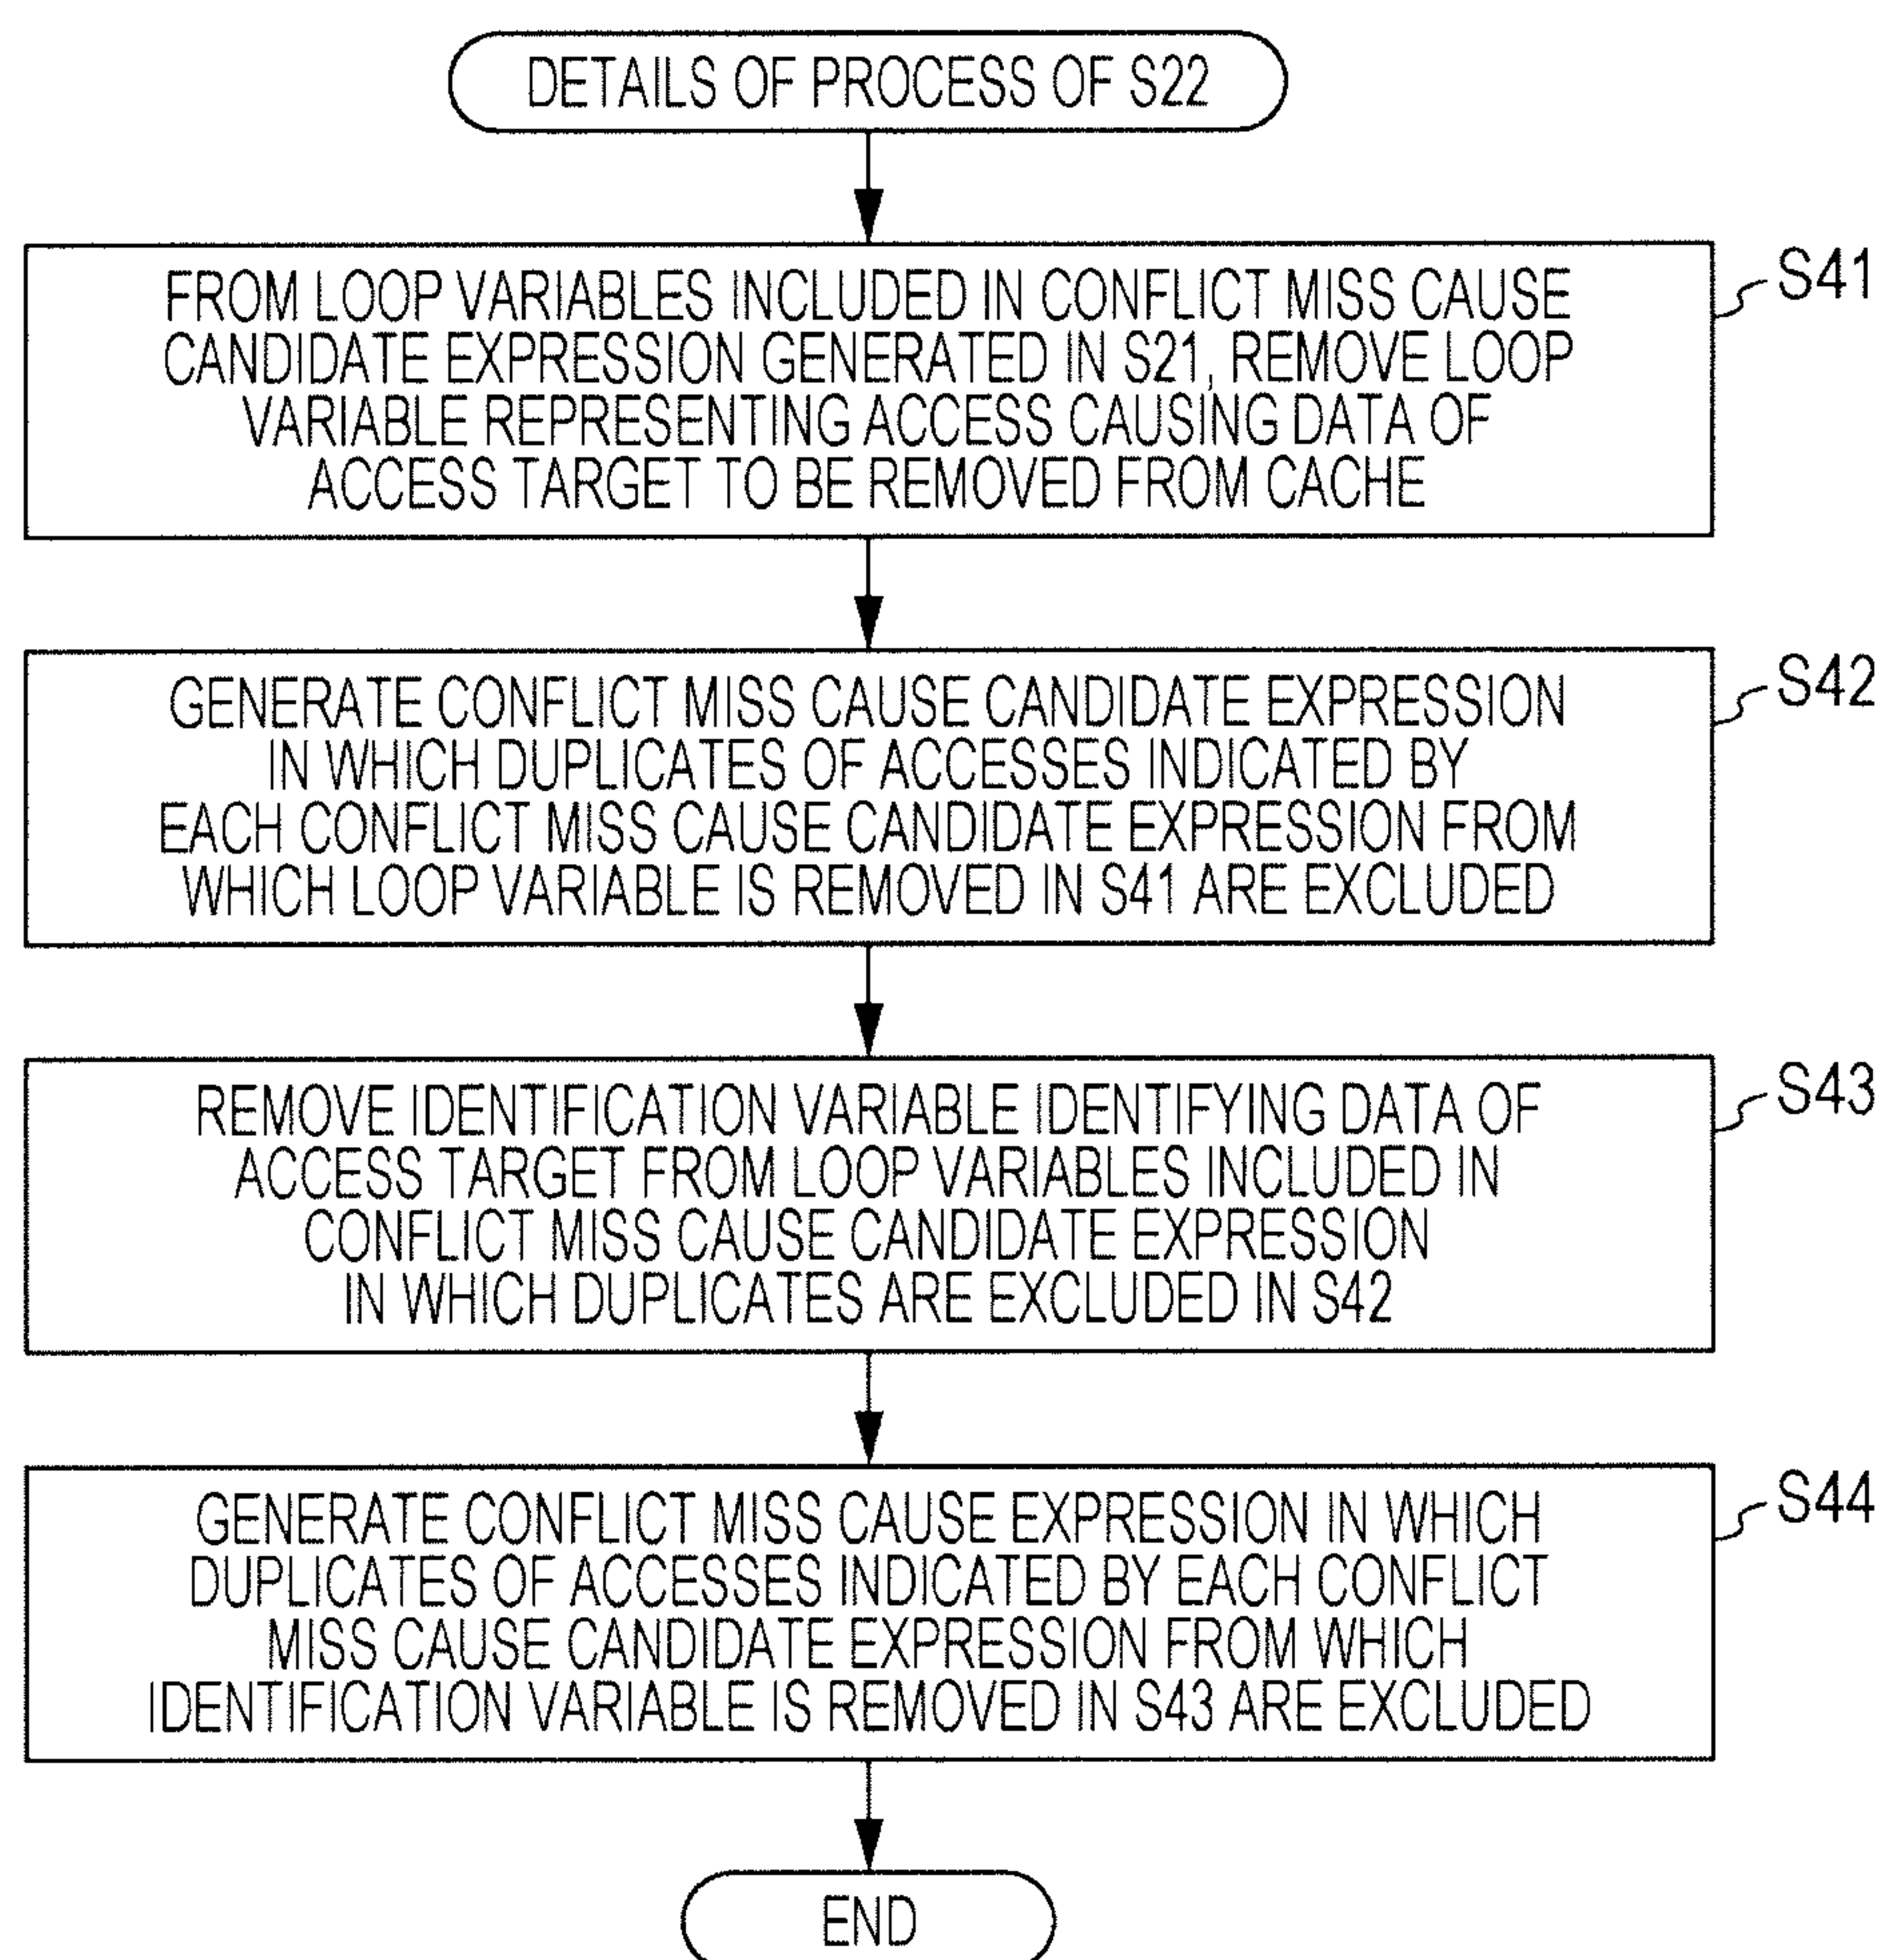 DETAILS OF PROCESS OF S22
FROM LOOP VARIABLES INCLUDED IN CONFLICT MISS CAUSE
CANDIDATE EXPRESSION GENERATED IN S21, REMOVE LOOP
VARIABLE REPRESENTING ACCESS CAUSING DATA OF
ACCESS TARGET TO BE REMOVED FROM CACHE
S41
GENERATE CONFLICT MISS CAUSE CANDIDATE EXPRESSION
IN WHICH DUPLICATES OF ACCESSES INDICATED BY
EACH CONFLICT MISS CAUSE CANDIDATE EXPRESSION FROM
WHICH LOOP VARIABLE IS REMOVED IN S41 ARE EXCLUDED
S42
REMOVE IDENTIFICATION VARIABLE IDENTIFYING DATA OF
ACCESS TARGET FROM LOOP VARIABLES INCLUDED IN
CONFLICT MISS CAUSE CANDIDATE EXPRESSION
IN WHICH DUPLICATES ARE EXCLUDED IN S42
S43
GENERATE CONFLICT MISS CAUSE EXPRESSION IN WHICH
DUPLICATES OF ACCESSES INDICATED BY EACH CONFLICT
MISS CAUSE CANDIDATE EXPRESSION FROM WHICH
IDENTIFICATION VARIABLE IS REMOVED IN S43 ARE EXCLUDED
S44
END